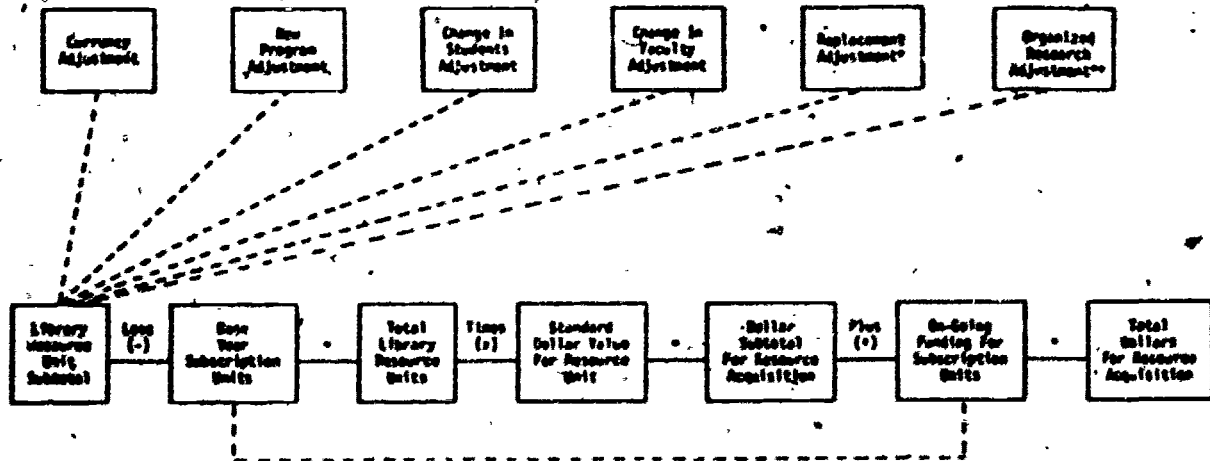 Currency
Adjustment
New
Program
Adjustment
Change in
Students
Adjustment
Change in
Faculty
Adjustment
Replacement
Adjustment*
Organized
Research
Adjustment**
Library
Resource
Unit
Subtotal
Less
(-)
Base
Year
Subscription
Units
Total
Library
Resource
Units
Times
(x)
Standard
Dollar Value
For Resource
Unit
Dollar
Subtotal
For Resource
Acquisition
Plus
(+)
On-Going
Funding for
Subscription
Units
Total
Dollars
For Resource
Acquisition